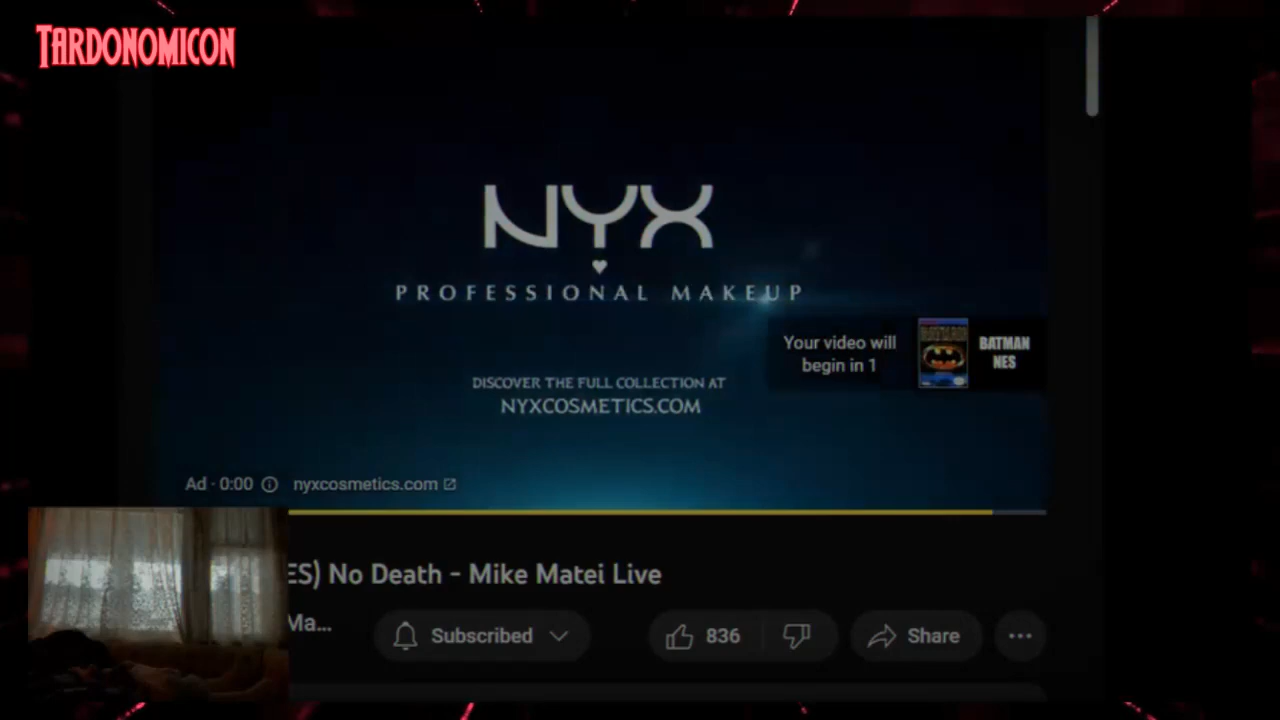 TARDONOMICON
NYX
PROFESSIONAL MAKEUP
Your video will
begin in 1
BATMAN
NES
DISCOVER THE FULL COLLECTION AT
NYXCOSMETICS.COM
Ad · 0:00 nyxcosmetics.com
ES) No Death - Mike Matei Live
Ma...
Subscribed
836
Share